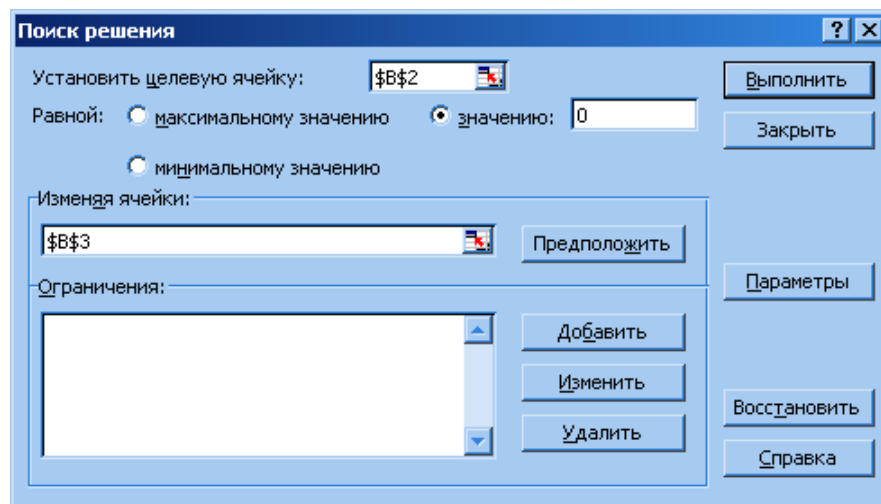 Поиск решения
Установить целевую ячейку: $B$2
Выполнить
Равной: максимальному значению значению: 0
Закрыть
минимальному значению
Изменяя ячейки:
$B$3
Предположить
Ограничения:
Параметры
Добавить
Изменить
Удалить
Восстановить
Справка